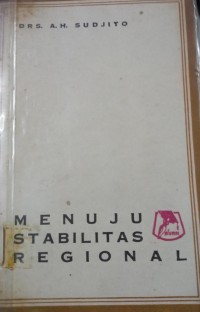 DRS. A.H. SUDJITO
MENUJU
STABILITAS
REGIONAL